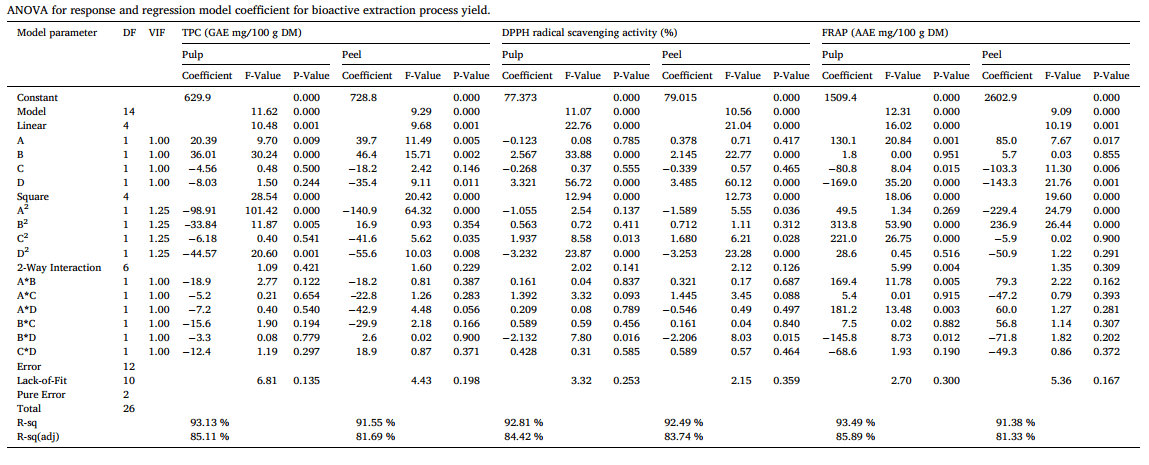 ANOVA for response and regression model coefficient for bioactive extraction process yield.
Model parameter DF VIF TPC (GAE mg/100 g DM) DPPH radical scavenging activity (%) FRAP (AAE mg/100 g DM)
Pulp Peel Pulp Peel Pulp Peel
Coefficient F-Value P-Value Coefficient F-Value P-Value Coefficient F-Value P-Value Coefficient F-Value P-Value Coefficient F-Value P-Value Coefficient F-Value P-Value
Constant 629.9 0.000 728.8 0.000 77.373 0.000 79.015 0.000 1509.4 0.000 2602.9 0.000
Model 14 11.62 0.000 9.29 0.000 11.07 0.000 10.56 0.000 12.31 0.000 9.09 0.000
Linear 4 10.48 0.001 9.68 0.001 22.76 0.000 21.04 0.000 16.02 0.000 10.19 0.001
A 1 1.00 20.39 9.70 0.009 39.7 11.49 0.005 −0.123 0.08 0.785 0.378 0.71 0.417 130.1 20.84 0.001 85.0 7.67 0.017
B 1 1.00 36.01 30.24 0.000 46.4 15.71 0.002 2.567 33.88 0.000 2.145 22.77 0.000 1.8 0.00 0.951 5.7 0.03 0.855
C 1 1.00 −4.56 0.48 0.500 −18.2 2.42 0.146 −0.268 0.37 0.555 −0.339 0.57 0.465 −80.8 8.04 0.015 −103.3 11.30 0.006
D 1 1.00 −8.03 1.50 0.244 −35.4 9.11 0.011 3.321 56.72 0.000 3.485 60.12 0.000 −169.0 35.20 0.000 −143.3 21.76 0.001
Square 4 28.54 0.000 20.42 0.000 12.94 0.000 12.73 0.000 18.06 0.000 19.60 0.000
A² 1 1.25 −98.91 101.42 0.000 −140.9 64.32 0.000 −1.055 2.54 0.137 −1.589 5.55 0.036 49.5 1.34 0.269 −229.4 24.79 0.000
B² 1 1.25 −33.84 11.87 0.005 16.9 0.93 0.354 0.563 0.72 0.411 0.712 1.11 0.312 313.8 53.90 0.000 236.9 26.44 0.000
C² 1 1.25 −6.18 0.40 0.541 −41.6 5.62 0.035 1.937 8.58 0.013 1.680 6.21 0.028 221.0 26.75 0.000 −5.9 0.02 0.900
D² 1 1.25 −44.57 20.60 0.001 −55.6 10.03 0.008 −3.232 23.87 0.000 −3.253 23.28 0.000 28.6 0.45 0.516 −50.9 1.22 0.291
2-Way Interaction 6 1.09 0.421 1.60 0.229 2.02 0.141 2.12 0.126 5.99 0.004 1.35 0.309
A*B 1 1.00 −18.9 2.77 0.122 −18.2 0.81 0.387 0.161 0.04 0.837 0.321 0.17 0.687 169.4 11.78 0.005 79.3 2.22 0.162
A*C 1 1.00 −5.2 0.21 0.654 −22.8 1.26 0.283 1.392 3.32 0.093 1.445 3.45 0.088 5.4 0.01 0.915 −47.2 0.79 0.393
A*D 1 1.00 −7.2 0.40 0.540 −42.9 4.48 0.056 0.209 0.08 0.789 −0.546 0.49 0.497 181.2 13.48 0.003 60.0 1.27 0.281
B*C 1 1.00 −15.6 1.90 0.194 −29.9 2.18 0.166 0.589 0.59 0.456 0.161 0.04 0.840 7.5 0.02 0.882 56.8 1.14 0.307
B*D 1 1.00 −3.3 0.08 0.779 2.6 0.02 0.900 −2.132 7.80 0.016 −2.206 8.03 0.015 −145.8 8.73 0.012 −71.8 1.82 0.202
C*D 1 1.00 −12.4 1.19 0.297 18.9 0.87 0.371 0.428 0.31 0.585 0.589 0.57 0.464 −68.6 1.93 0.190 −49.3 0.86 0.372
Error 12
Lack-of-Fit 10 6.81 0.135 4.43 0.198 3.32 0.253 2.15 0.359 2.70 0.300 5.36 0.167
Pure Error 2
Total 26
R-sq 93.13 % 91.55 % 92.81 % 92.49 % 93.49 % 91.38 %
R-sq(adj) 85.11 % 81.69 % 84.42 % 83.74 % 85.89 % 81.33 %